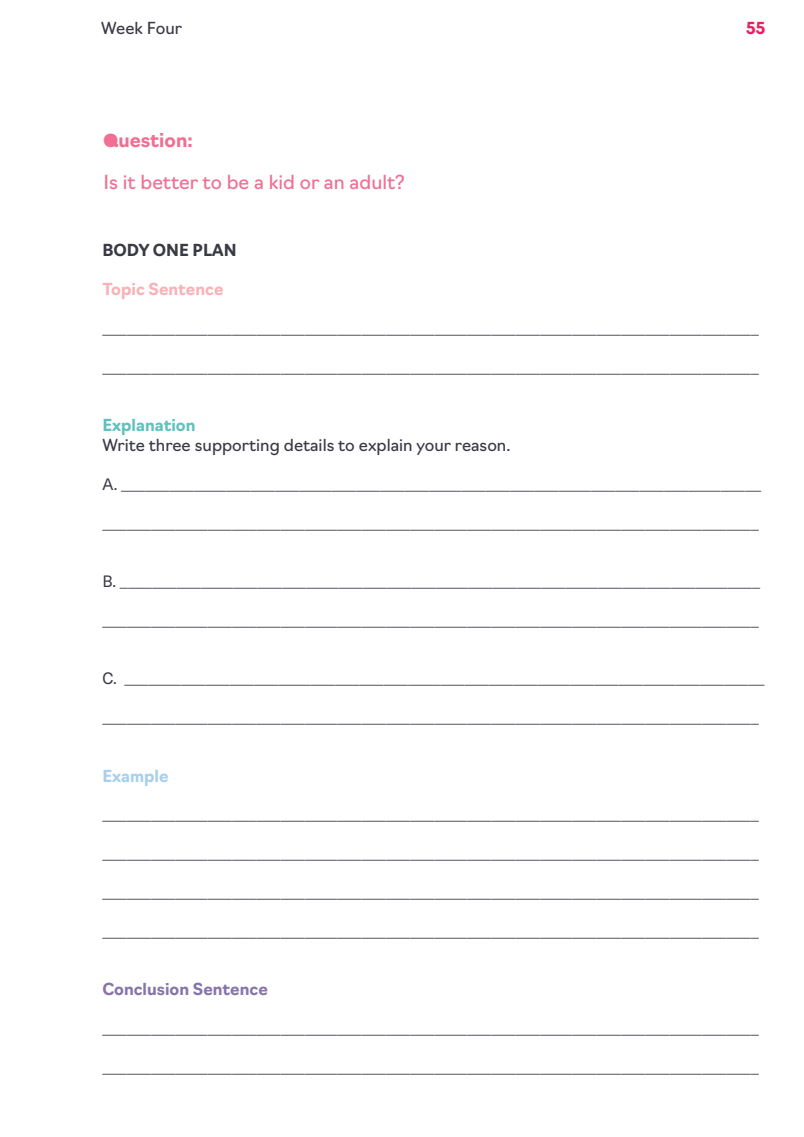 Week Four
55
Question:
Is it better to be a kid or an adult?
BODY ONE PLAN
Topic Sentence
Explanation
Write three supporting details to explain your reason.
A.
B.
C.
Example
Conclusion Sentence